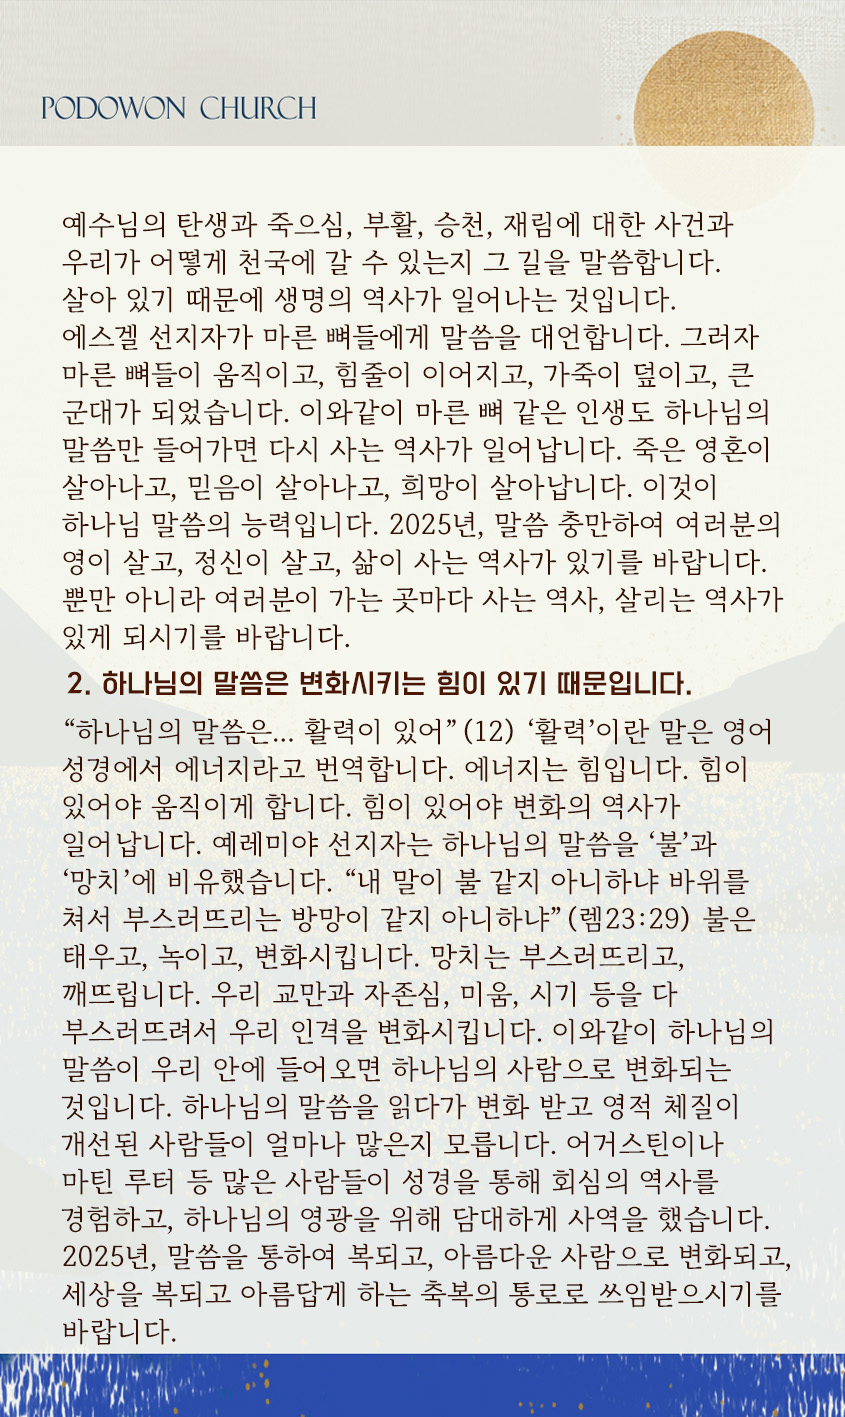 PODOWON CHURCH
예수님의 탄생과 죽으심, 부활, 승천, 재림에 대한 사건과
우리가 어떻게 천국에 갈 수 있는지 그 길을 말씀합니다.
살아 있기 때문에 생명의 역사가 일어나는 것입니다.
에스겔 선지자가 마른 뼈들에게 말씀을 대언합니다. 그러자
마른 뼈들이 움직이고, 힘줄이 이어지고, 가죽이 덮이고, 큰
군대가 되었습니다. 이와같이 마른 뼈 같은 인생도 하나님의
말씀만 들어가면 다시 사는 역사가 일어납니다. 죽은 영혼이
살아나고, 믿음이 살아나고, 희망이 살아납니다. 이것이
하나님 말씀의 능력입니다. 2025년, 말씀 충만하여 여러분의
영이 살고, 정신이 살고, 삶이 사는 역사가 있기를 바랍니다.
뿐만 아니라 여러분이 가는 곳마다 사는 역사, 살리는 역사가
있게 되시기를 바랍니다.
2. 하나님의 말씀은 변화시키는 힘이 있기 때문입니다.
“하나님의 말씀은... 활력이 있어”(12) ‘활력’이란 말은 영어
성경에서 에너지라고 번역합니다. 에너지는 힘입니다. 힘이
있어야 움직이게 합니다. 힘이 있어야 변화의 역사가
일어납니다. 예레미야 선지자는 하나님의 말씀을 ‘불’과
‘망치’에 비유했습니다. “내 말이 불 같지 아니하냐 바위를
쳐서 부스러뜨리는 방망이 같지 아니하냐”(렘23:29) 불은
태우고, 녹이고, 변화시킵니다. 망치는 부스러뜨리고,
깨뜨립니다. 우리 교만과 자존심, 미움, 시기 등을 다
부스러뜨려서 우리 인격을 변화시킵니다. 이와같이 하나님의
말씀이 우리 안에 들어오면 하나님의 사람으로 변화되는
것입니다. 하나님의 말씀을 읽다가 변화 받고 영적 체질이
개선된 사람들이 얼마나 많은지 모릅니다. 어거스틴이나
마틴 루터 등 많은 사람들이 성경을 통해 회심의 역사를
경험하고, 하나님의 영광을 위해 담대하게 사역을 했습니다.
2025년, 말씀을 통하여 복되고, 아름다운 사람으로 변화되고,
세상을 복되고 아름답게 하는 축복의 통로로 쓰임받으시기를
바랍니다.